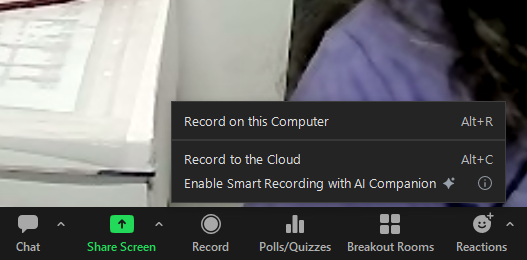 Record on this Computer Alt+R
Record to the Cloud Alt+C
Enable Smart Recording with AI Companion
Chat Share Screen Record Polls/Quizzes Breakout Rooms Reactions